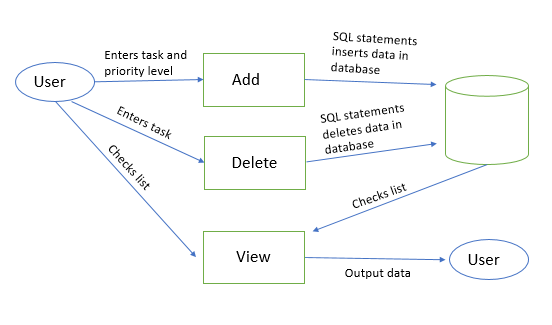 Enters task and
priority level
SQL statements
inserts data in
database
User
Add
Enters task
SQL statements
deletes data in
database
Delete
Checks list
Checks list
View
Output data
User